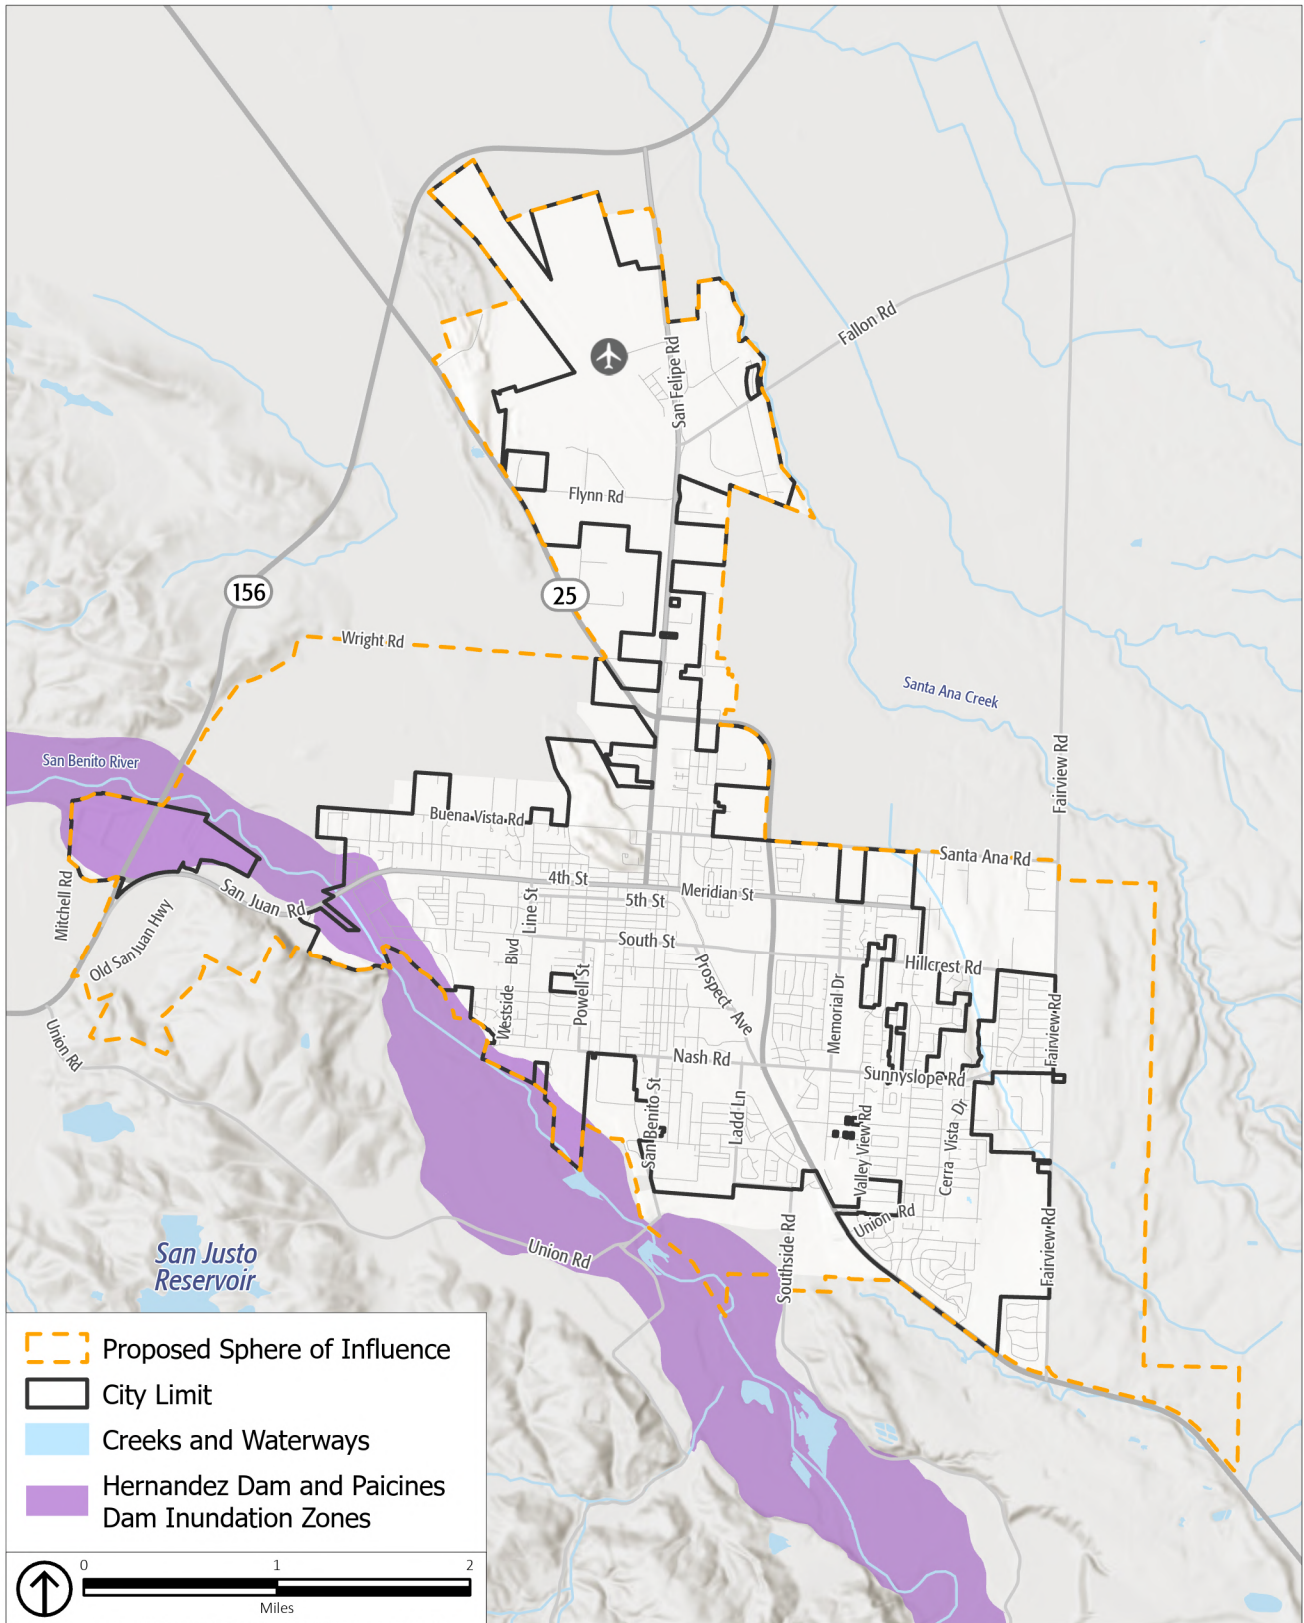 Fallon Rd
San Felipe Rd
Flynn Rd
156
25
Wright Rd
Santa Ana Creek
Fairview Rd
San Benito River
Buena Vista Rd
Santa Ana Rd
4th St
Meridian St
5th St
Line St
Mitchell Rd
San Juan Rd
Old San Juan Hwy
South St
Westside Blvd
Powell St
Prospect Ave
Memorial Dr
Hillcrest Rd
Fairview Rd
Union Rd
Nash Rd
Sunnyslope Rd
San Benito St
Ladd Ln
Valley View Rd
Cerra Vista Dr
Union Rd
Fairview Rd
Southside Rd
Union Rd
San Justo
Reservoir
Proposed Sphere of Influence
City Limit
Creeks and Waterways
Hernandez Dam and Paicines
Dam Inundation Zones
0 1 2
Miles